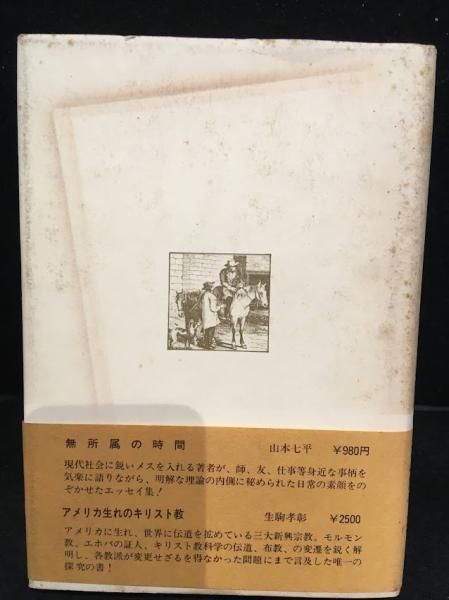 無所属の時間 山本七平 ¥980円
現代社会に鋭いメスを入れる著者が、師、友、仕事等身近な事柄を
気楽に語りながら、明解な理論の内側に秘められた日常の素顔をの
ぞかせたエッセイ集!
アメリカ生れのキリスト教 生駒孝彰 ¥2500
アメリカに生れ、世界に伝道を拡めている三大新興宗教。モルモン
教、エホバの証人、キリスト教科学の伝道、布教、の変遷を鋭く解
明し、各教派が変更せざるを得なかった問題にまで言及した唯一の
探究の書!